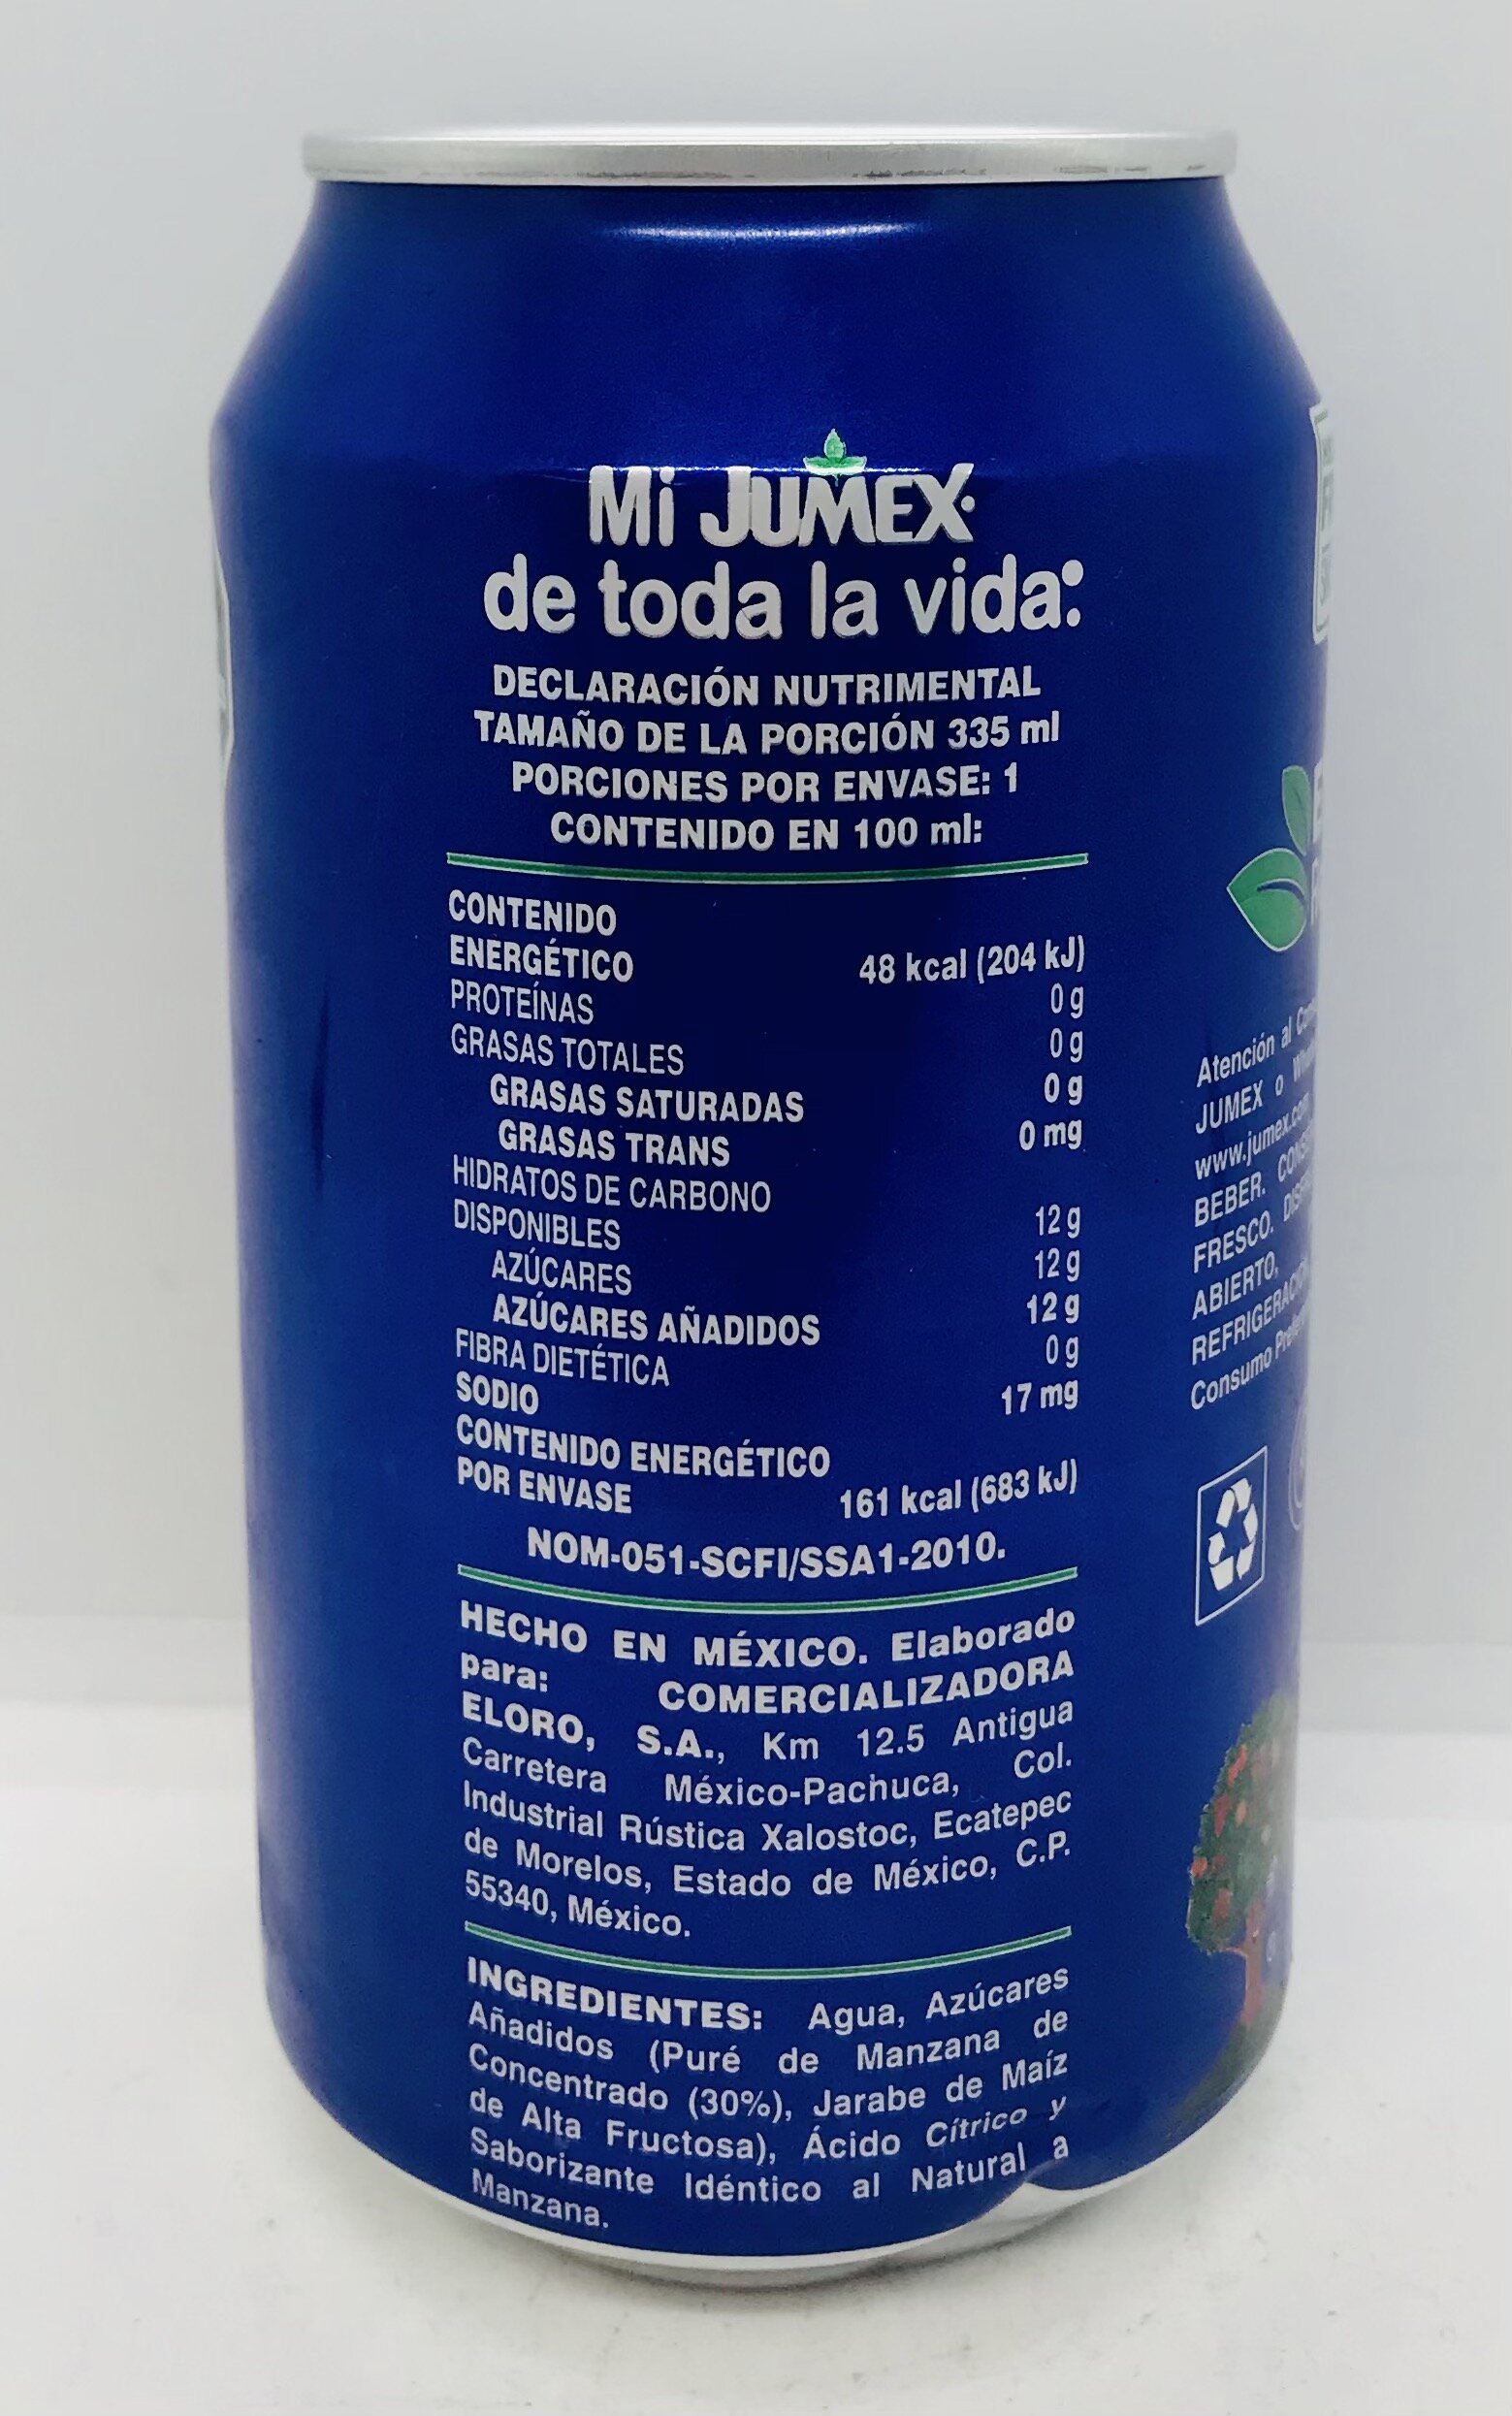 Mi JUMEX
de toda la vida:
DECLARACIÓN NUTRIMENTAL
TAMAÑO DE LA PORCIÓN 335 ml
PORCIONES POR ENVASE: 1
CONTENIDO EN 100 ml:
CONTENIDO
ENERGÉTICO 48 kcal (204 kJ)
PROTEÍNAS 0 g
GRASAS TOTALES 0 g
GRASAS SATURADAS 0 g
GRASAS TRANS 0 mg
HIDRATOS DE CARBONO
DISPONIBLES 12 g
AZÚCARES 12 g
AZÚCARES AÑADIDOS 12 g
FIBRA DIETÉTICA 0 g
SODIO 17 mg
CONTENIDO ENERGÉTICO
POR ENVASE 161 kcal (683 kJ)
NOM-051-SCFI/SSA1-2010.
HECHO EN MÉXICO. Elaborado
para: COMERCIALIZADORA
ELORO, S.A., Km 12.5 Antigua
Carretera México-Pachuca, Col.
Industrial Rústica Xalostoc, Ecatepec
de Morelos, Estado de México, C.P.
55340, México.
INGREDIENTES: Agua, Azúcares
Añadidos (Puré de Manzana de
Concentrado (30%), Jarabe de Maíz
de Alta Fructosa), Ácido Cítrico y
Saborizante Idéntico al Natural a
Manzana.
Atención al
JUMEX o
www.jumex.com
BEBER.
FRESCO.
ABIERTO,
REFRIGERACIÓN
Consumo